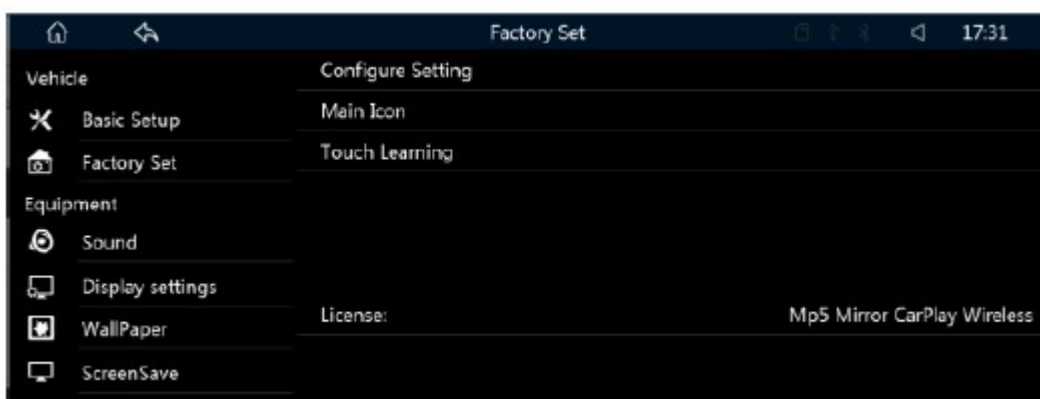 Factory Set 17:31
Vehicle
Basic Setup
Factory Set
Equipment
Sound
Display settings
WallPaper
ScreenSave
Configure Setting
Main Icon
Touch Learning
License: Mp5 Mirror CarPlay Wireless